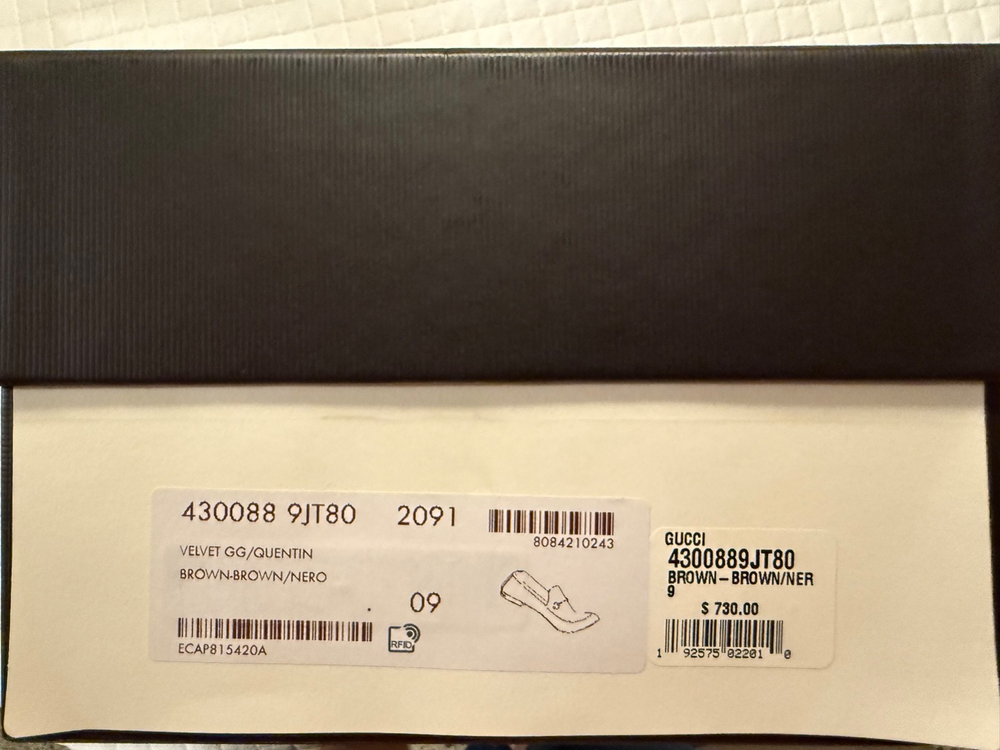 430088 9JT80 2091
8084210243
VELVET GG/QUENTIN
BROWN-BROWN/NERO
09
RFID
ECAP815420A
GUCCI
4300889JT80
BROWN-BROWN/NER
9
$ 730.00
1 92575 02201 0